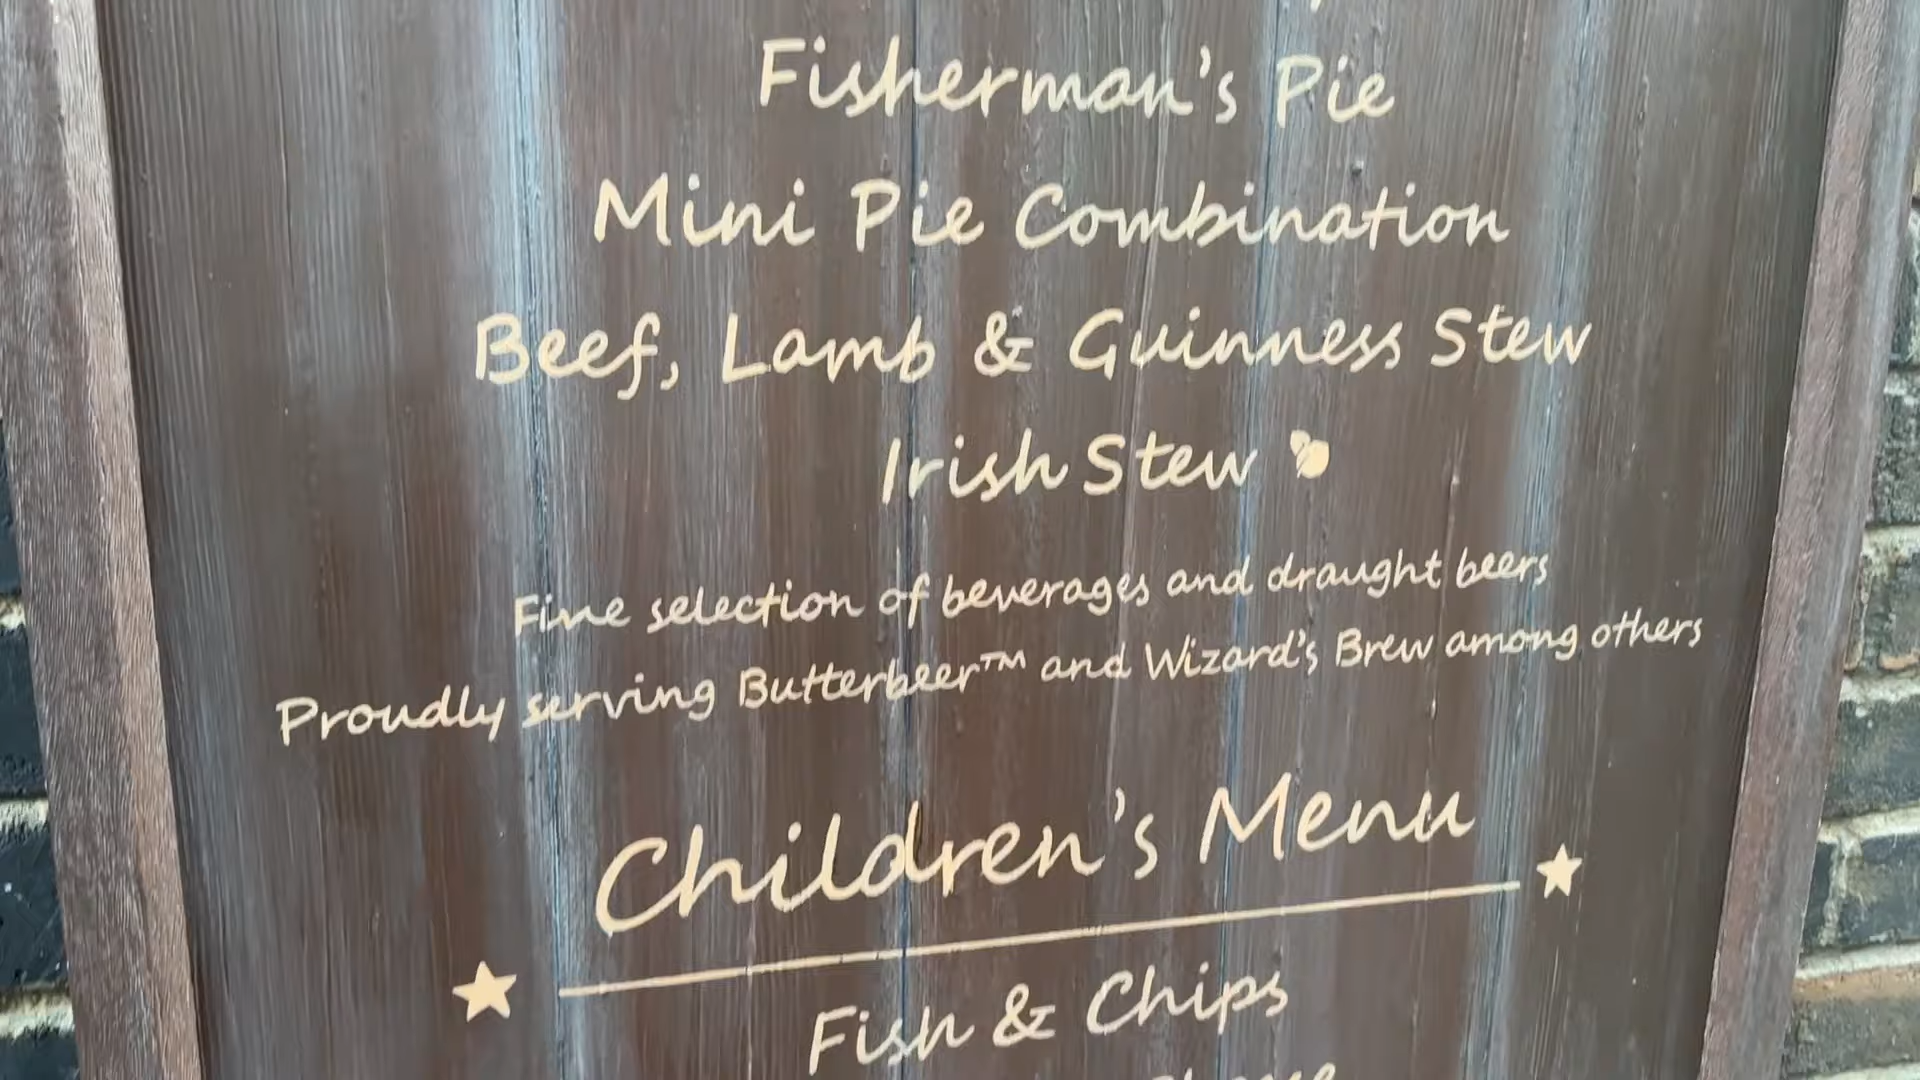 Fisherman's Pie
Mini Pie Combination
Beef, Lamb & Guinness Stew
Irish Stew
Fine selection of beverages and draught beers
Proudly serving Butterbeer™ and Wizard's Brew among others
Children's Menu
Fish & Chips